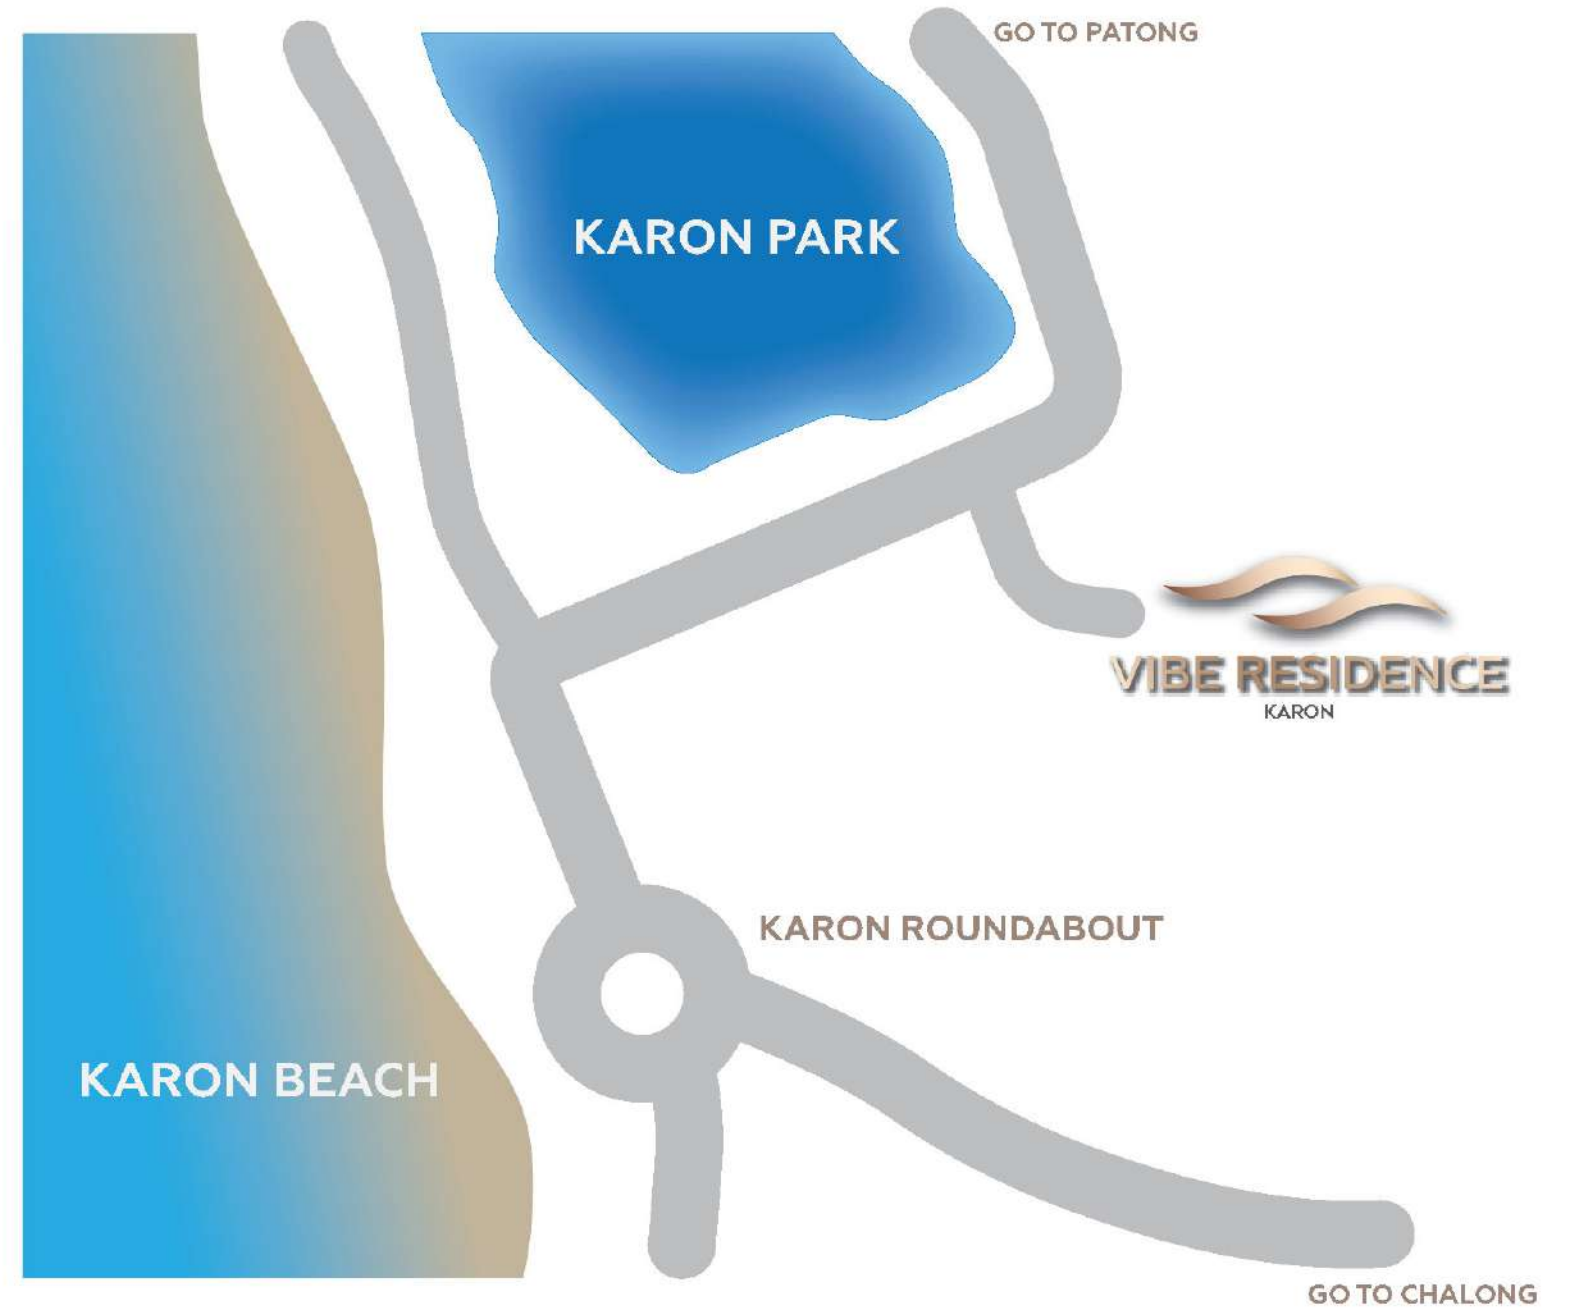 GO TO PATONG
KARON PARK
VIBE RESIDENCE
KARON
KARON ROUNDABOUT
KARON BEACH
GO TO CHALONG